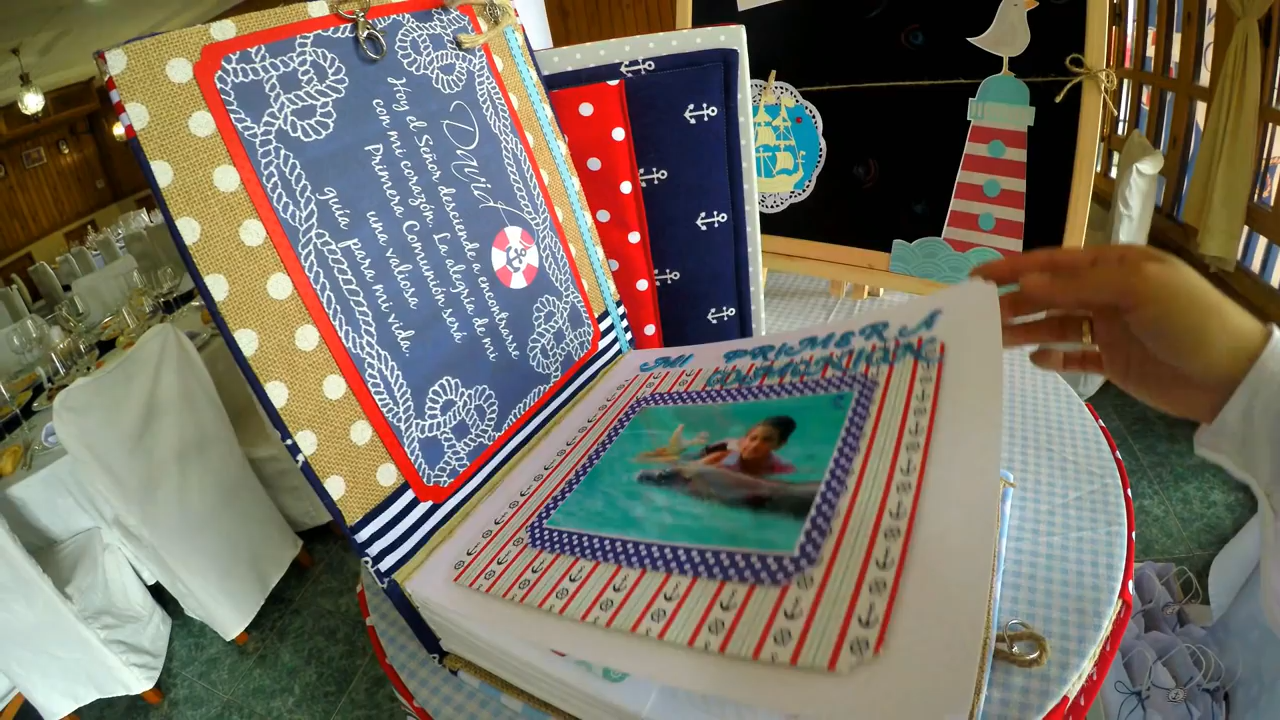 David
Hoy el Señor desciende a encontrarse
con mi corazón. La alegría de mi
Primera Comunión será
una valiosa
guía para mi vida.
MI PRIMERA
COMUNIÓN